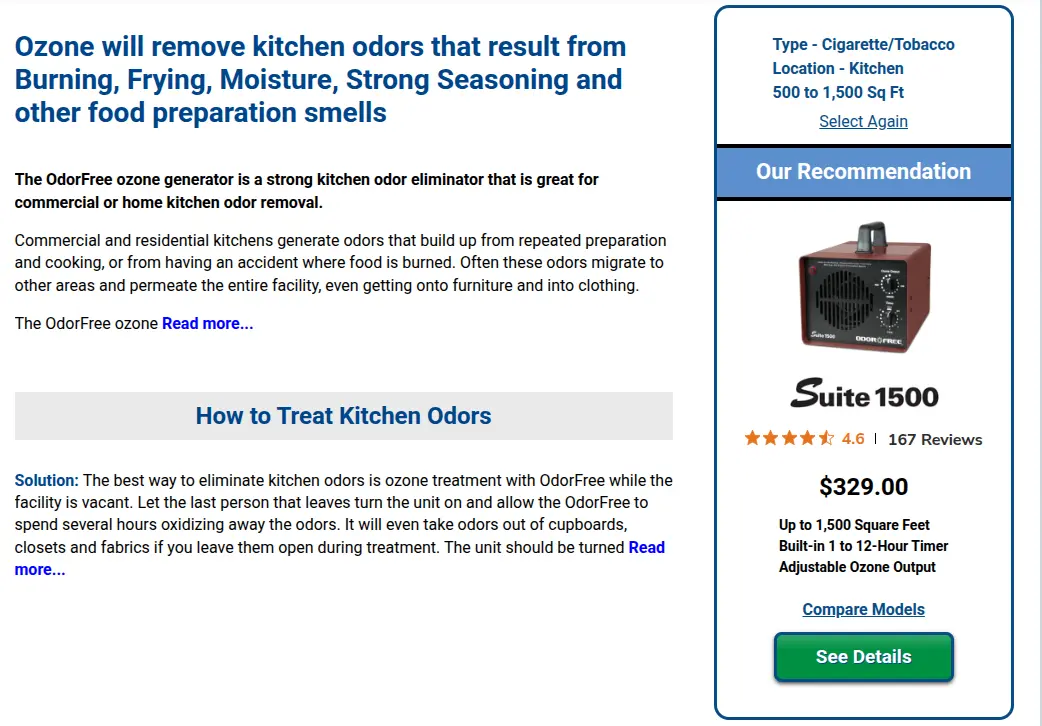 Ozone will remove kitchen odors that result from
Burning, Frying, Moisture, Strong Seasoning and
other food preparation smells
The OdorFree ozone generator is a strong kitchen odor eliminator that is great for
commercial or home kitchen odor removal.
Commercial and residential kitchens generate odors that build up from repeated preparation
and cooking, or from having an accident where food is burned. Often these odors migrate to
other areas and permeate the entire facility, even getting onto furniture and into clothing.
The OdorFree ozone Read more...
How to Treat Kitchen Odors
Solution: The best way to eliminate kitchen odors is ozone treatment with OdorFree while the
facility is vacant. Let the last person that leaves turn the unit on and allow the OdorFree to
spend several hours oxidizing away the odors. It will even take odors out of cupboards,
closets and fabrics if you leave them open during treatment. The unit should be turned Read
more...
Type - Cigarette/Tobacco
Location - Kitchen
500 to 1,500 Sq Ft
Select Again
Our Recommendation
Suite 1500
ODOR FREE
Suite 1500
4.6 | 167 Reviews
$329.00
Up to 1,500 Square Feet
Built-in 1 to 12-Hour Timer
Adjustable Ozone Output
Compare Models
See Details